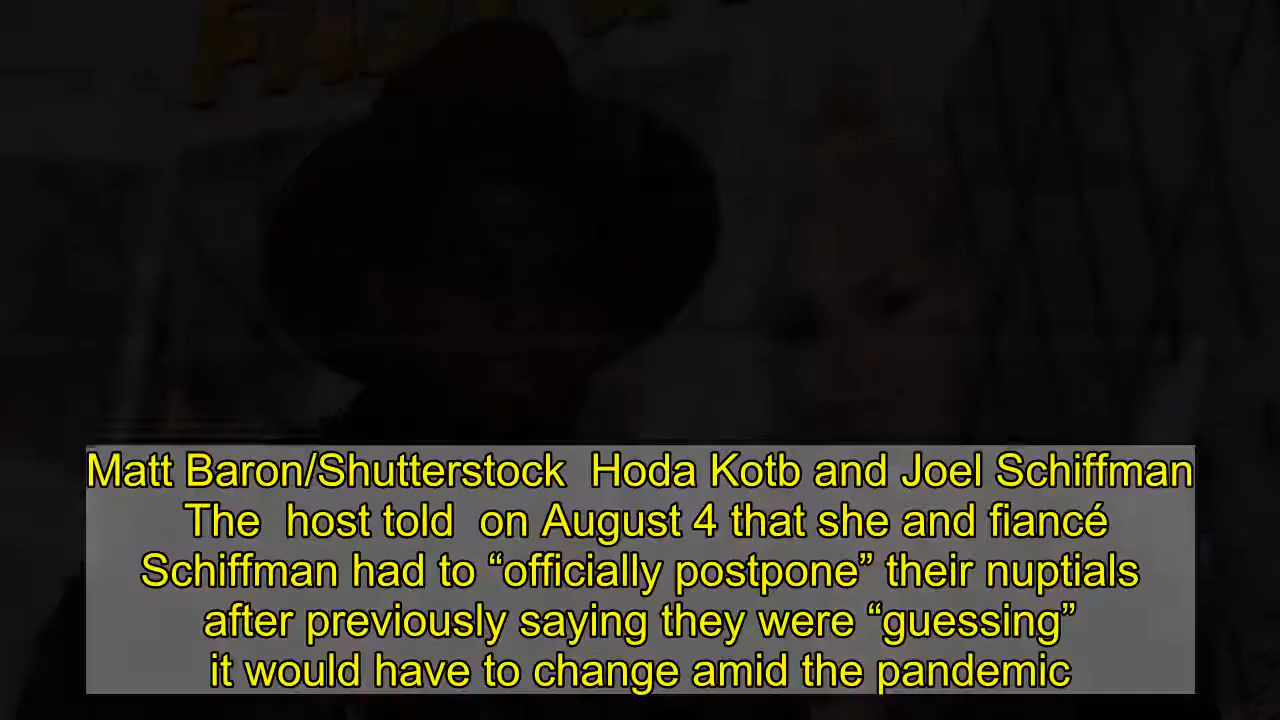 Matt Baron/Shutterstock  Hoda Kotb and Joel Schiffman
The  host told  on August 4 that she and fiancé
Schiffman had to “officially postpone” their nuptials
after previously saying they were “guessing”
it would have to change amid the pandemic